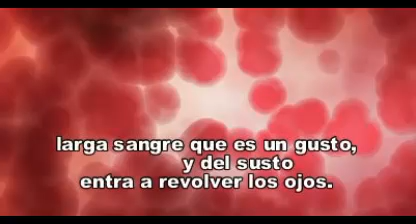 larga sangre que es un gusto,
y del susto
entra a revolver los ojos.